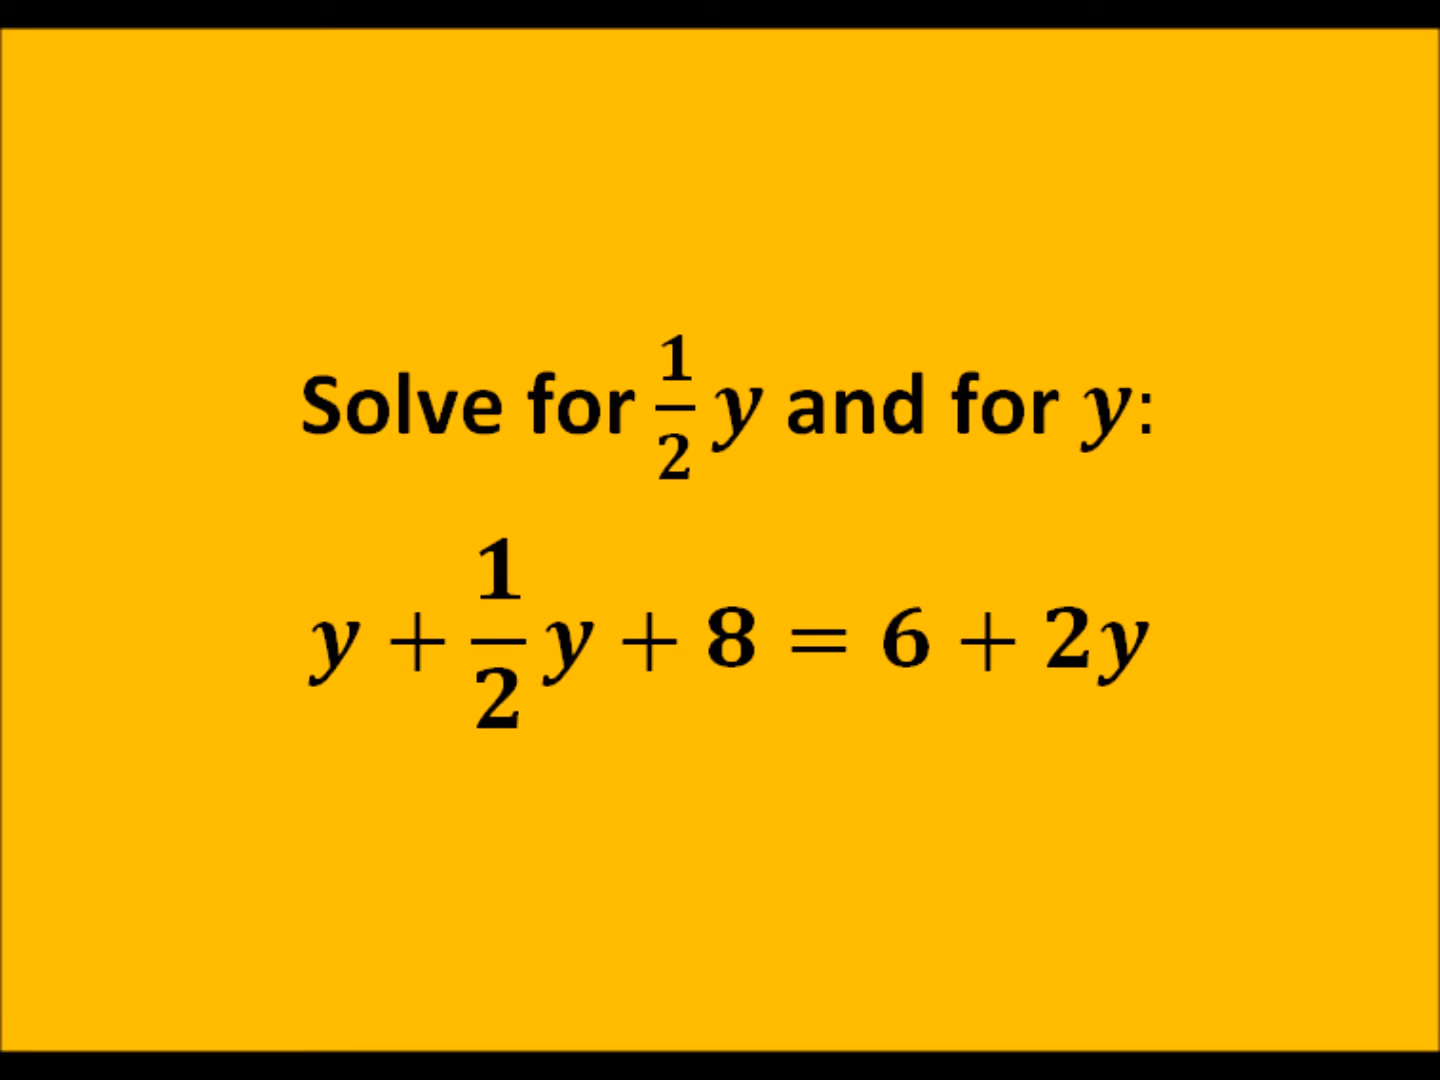 Solve for 1/2 y and for y:
y + 1/2 y + 8 = 6 + 2y